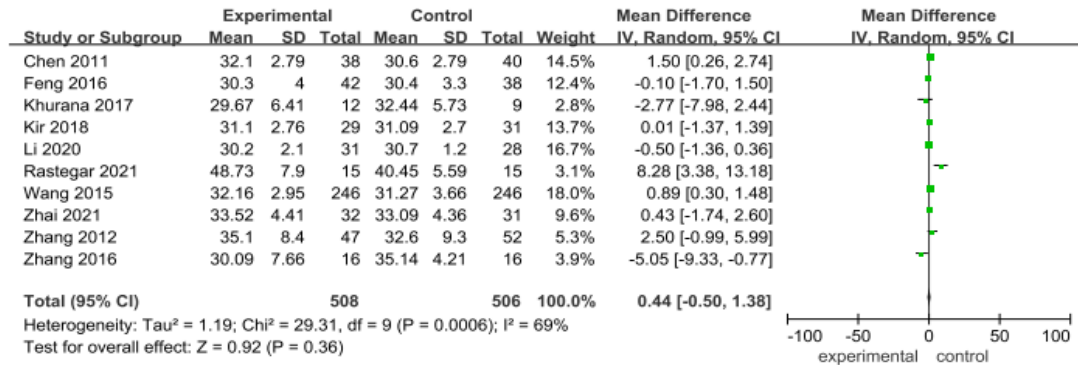 Experimental Control Mean Difference Mean Difference
Study or Subgroup Mean SD Total Mean SD Total Weight IV, Random, 95% CI IV, Random, 95% CI
Chen 2011 32.1 2.79 38 30.6 2.79 40 14.5% 1.50 [0.26, 2.74]
Feng 2016 30.3 4 42 30.4 3.3 38 12.4% -0.10 [-1.70, 1.50]
Khurana 2017 29.67 6.41 12 32.44 5.73 9 2.8% -2.77 [-7.98, 2.44]
Kir 2018 31.1 2.76 29 31.09 2.7 31 13.7% 0.01 [-1.37, 1.39]
Li 2020 30.2 2.1 31 30.7 1.2 28 16.7% -0.50 [-1.36, 0.36]
Rastegar 2021 48.73 7.9 15 40.45 5.59 15 3.1% 8.28 [3.38, 13.18]
Wang 2015 32.16 2.95 246 31.27 3.66 246 18.0% 0.89 [0.30, 1.48]
Zhai 2021 33.52 4.41 32 33.09 4.36 31 9.6% 0.43 [-1.74, 2.60]
Zhang 2012 35.1 8.4 47 32.6 9.3 52 5.3% 2.50 [-0.99, 5.99]
Zhang 2016 30.09 7.66 16 35.14 4.21 16 3.9% -5.05 [-9.33, -0.77]
Total (95% CI) 508 506 100.0% 0.44 [-0.50, 1.38]
Heterogeneity: Tau² = 1.19; Chi² = 29.31, df = 9 (P = 0.0006); I² = 69%
Test for overall effect: Z = 0.92 (P = 0.36)
-100 -50 0 50 100
experimental control